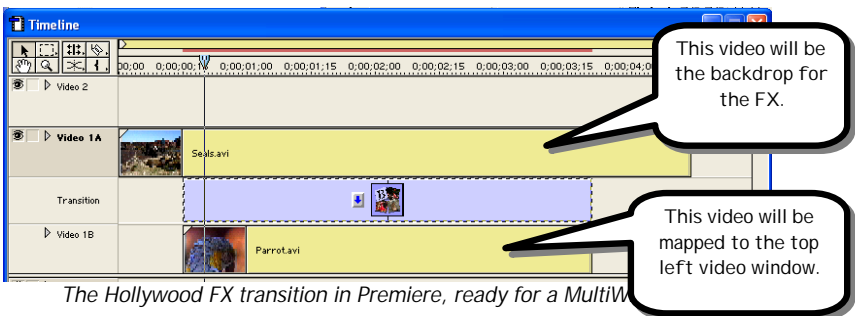 Timeline
This video will be
the backdrop for
the FX.
00;00 0;00;00; 0;00;01;00 0;00;01;15 0;00;02;00 0;00;02;15 0;00;03;00 0;00;03;15 0;00;04;0
Video 2
Video 1A
Seals.avi
Transition
This video will be
mapped to the top
left video window.
Video 1B
Parrot.avi
The Hollywood FX transition in Premiere, ready for a MultiW